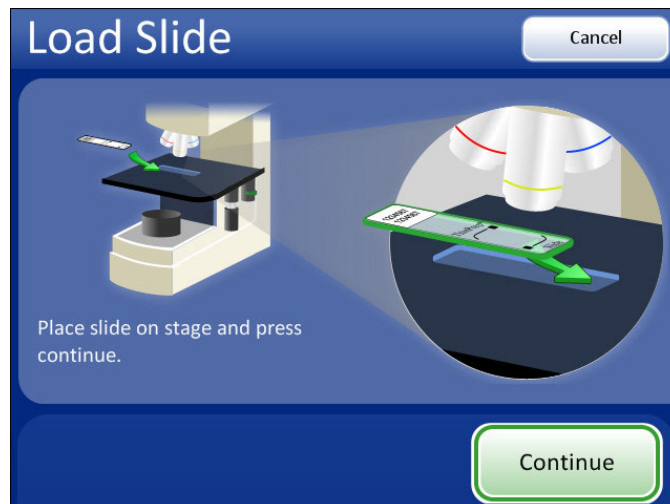 Load Slide
Cancel
Place slide on stage and press
continue.
Continue